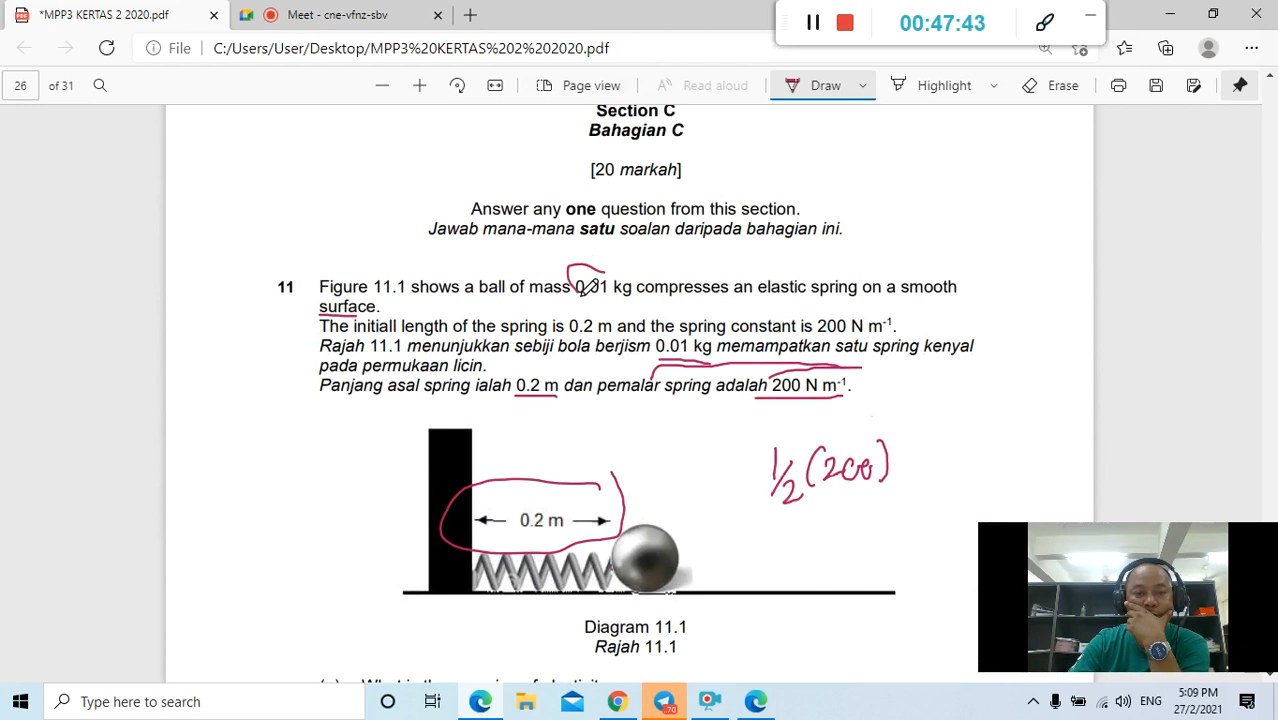 *MPP3 KERTAS 2 2020.pdf
Meet - cne-vfnz-sbv
00:47:43
File
C:/Users/User/Desktop/MPP3%20KERTAS%202%202020.pdf
26
of 31
Page view
Read aloud
Draw
Highlight
Erase
Section C
Bahagian C
[20 markah]
Answer any one question from this section.
Jawab mana-mana satu soalan daripada bahagian ini.
11 Figure 11.1 shows a ball of mass 0.01 kg compresses an elastic spring on a smooth
surface.
The initiall length of the spring is 0.2 m and the spring constant is 200 N m-1.
Rajah 11.1 menunjukkan sebiji bola berjism 0.01 kg memampatkan satu spring kenyal
pada permukaan licin.
Panjang asal spring ialah 0.2 m dan pemalar spring adalah 200 N m-1.
1/2 (200)
0.2 m
Diagram 11.1
Rajah 11.1
Type here to search
70
ENG
5:09 PM
27/2/2021